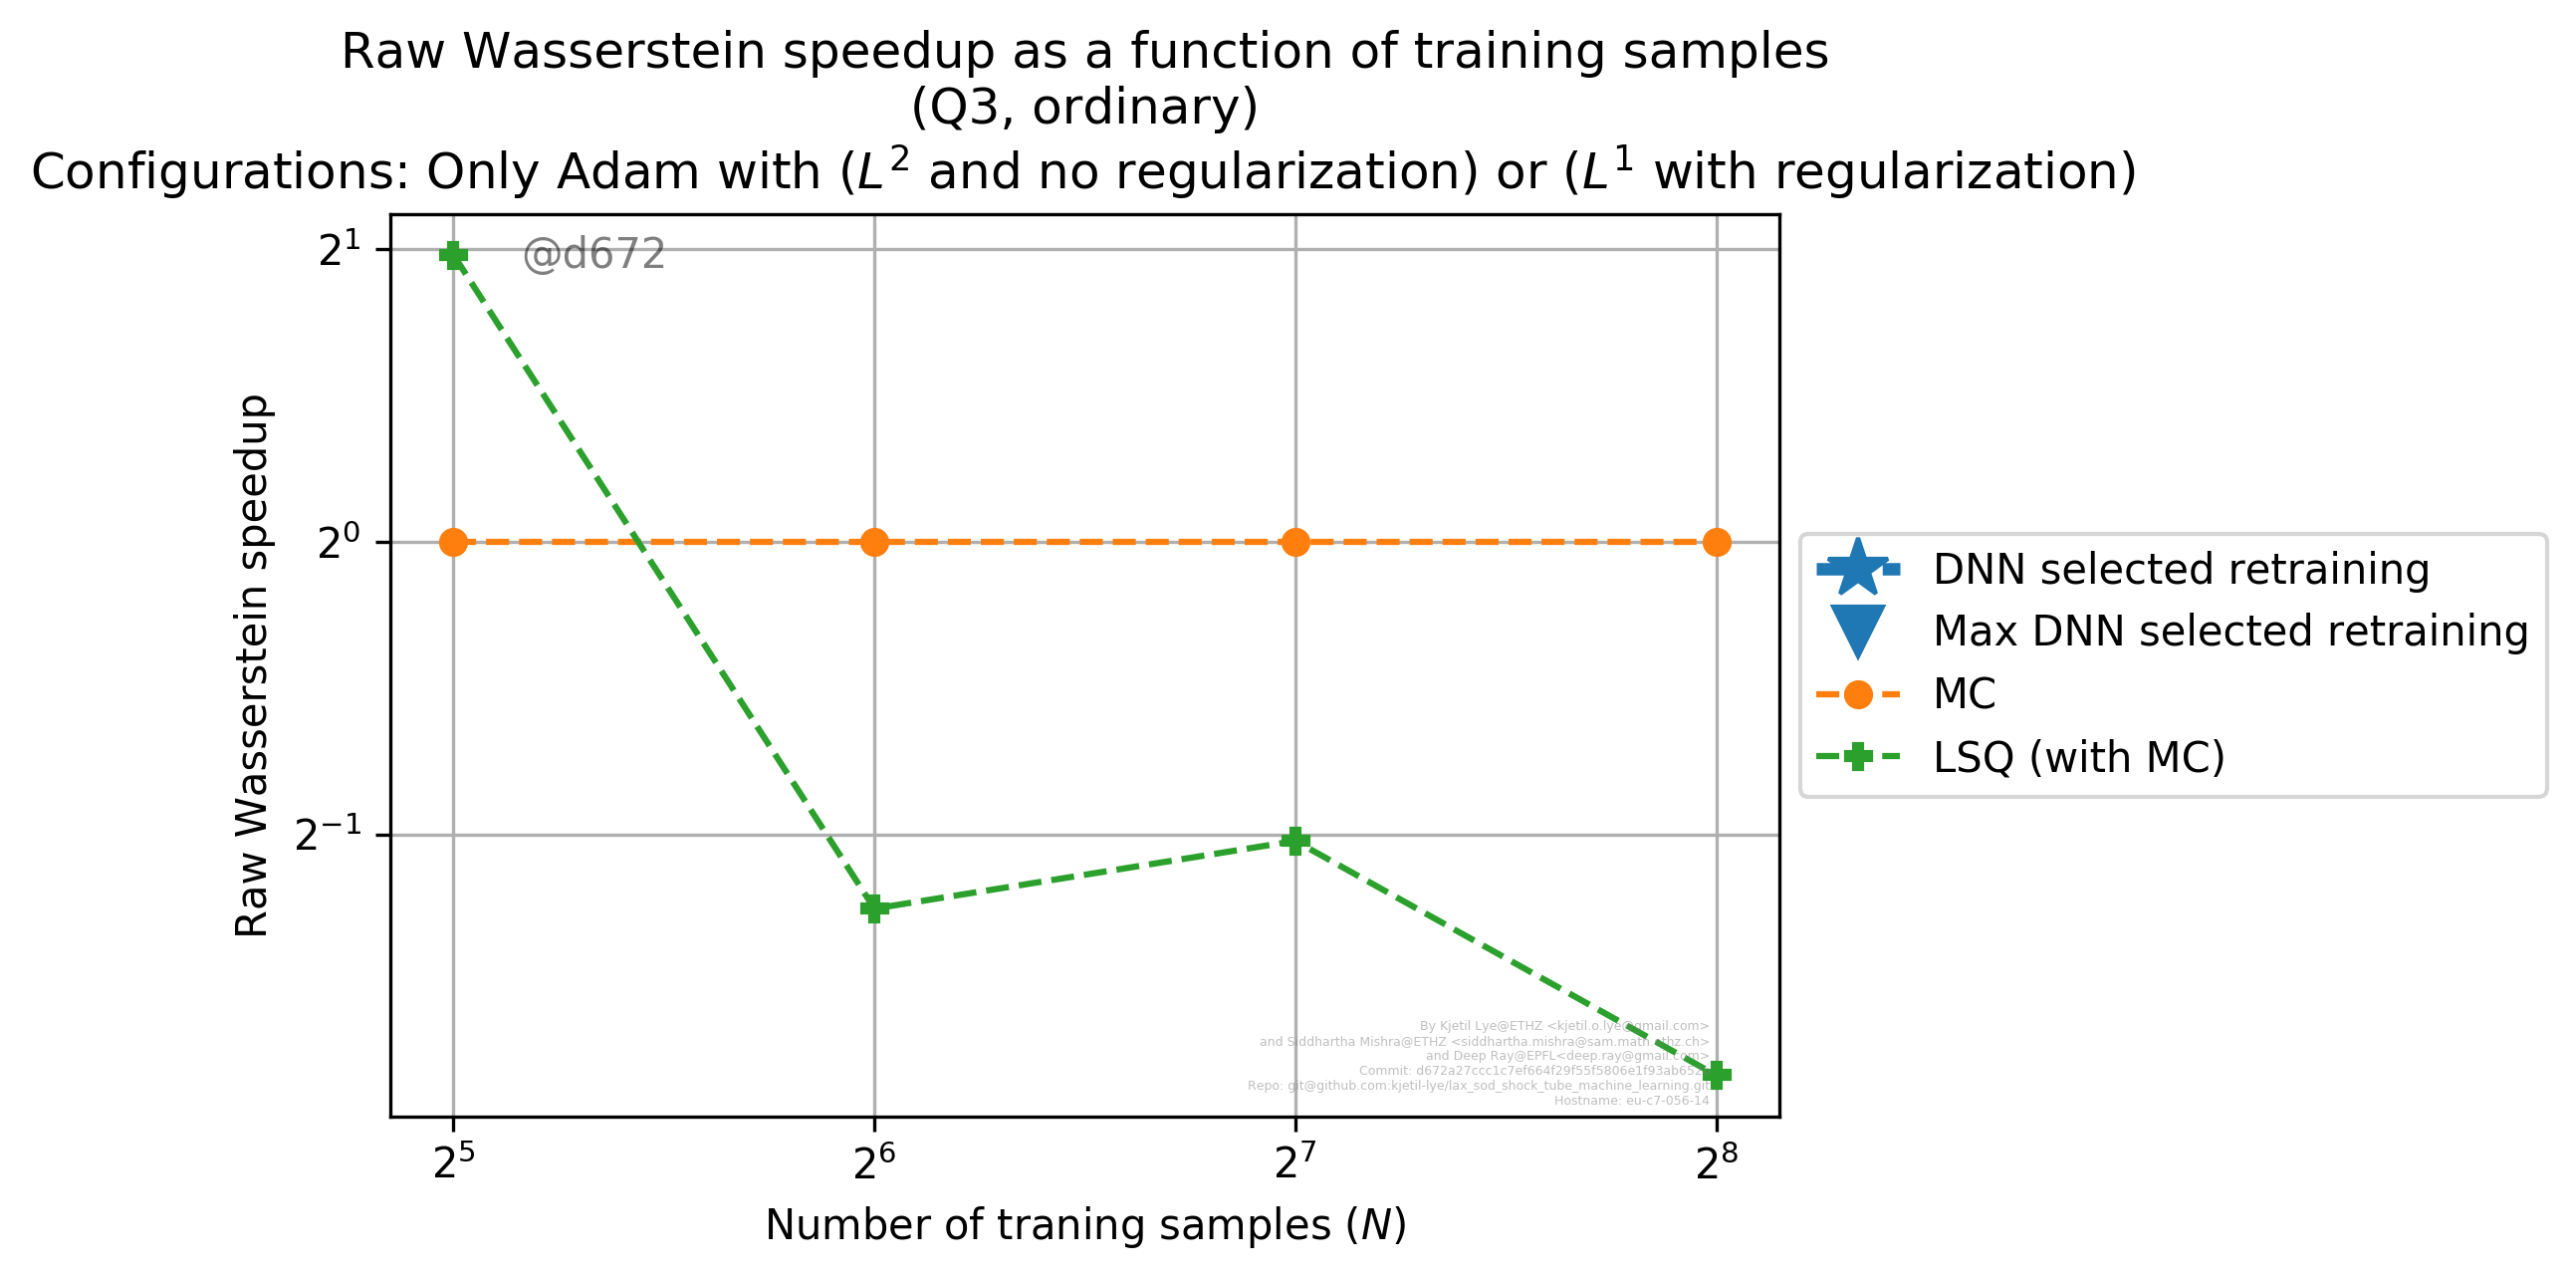 Raw Wasserstein speedup as a function of training samples
(Q3, ordinary)
Configurations: Only Adam with (L² and no regularization) or (L¹ with regularization)
@d672
2¹
2⁰
2⁻¹
Raw Wasserstein speedup
DNN selected retraining
Max DNN selected retraining
MC
LSQ (with MC)
By Kjetil Lye@ETHZ <kjetil.o.lye@gmail.com>
and Siddhartha Mishra@ETHZ <siddhartha.mishra@sam.math.ethz.ch>
and Deep Ray@EPFL<deep.ray@gmail.com>
Commit:
Repo: git@github.com:kjetil-lye/lax_sod_shock_tube_machine_learning.git
Hostname: eu-c7-056-14
2⁵ 2⁶ 2⁷ 2⁸
Number of traning samples (N)